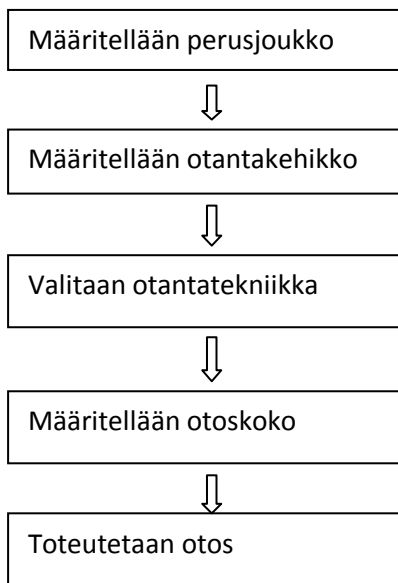 Määritellään perusjoukko
Määritellään otantakehikko
Valitaan otantatekniikka
Määritellään otoskoko
Toteutetaan otos